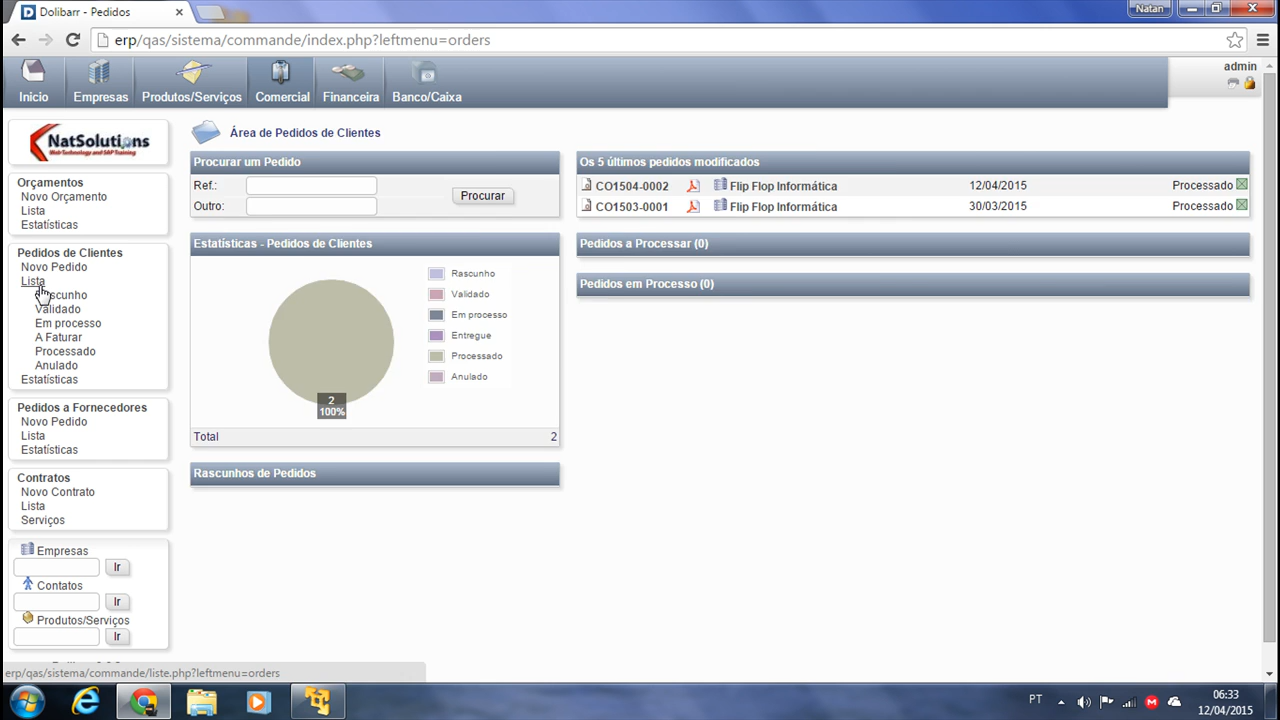 Dolibarr - Pedidos
Natan
erp/qas/sistema/commande/index.php?leftmenu=orders
Inicio
Empresas
Produtos/Serviços
Comercial
Financeira
Banco/Caixa
admin
NatSolutions
Web Technology and SAP Training
Orçamentos
Novo Orçamento
Lista
Estatísticas
Pedidos de Clientes
Novo Pedido
Lista
Validado
Em processo
A Faturar
Processado
Anulado
Estatísticas
Pedidos a Fornecedores
Novo Pedido
Lista
Estatísticas
Contratos
Novo Contrato
Lista
Serviços
Empresas
Ir
Contatos
Ir
Produtos/Serviços
Ir
Área de Pedidos de Clientes
Procurar um Pedido
Ref.:
Outro:
Procurar
Estatísticas - Pedidos de Clientes
Rascunho
Validado
Em processo
Entregue
Processado
Anulado
2
100%
Total 2
Rascunhos de Pedidos
Os 5 últimos pedidos modificados
CO1504-0002 Flip Flop Informática 12/04/2015 Processado
CO1503-0001 Flip Flop Informática 30/03/2015 Processado
Pedidos a Processar (0)
Pedidos em Processo (0)
erp/qas/sistema/commande/liste.php?leftmenu=orders
PT
06:33
12/04/2015